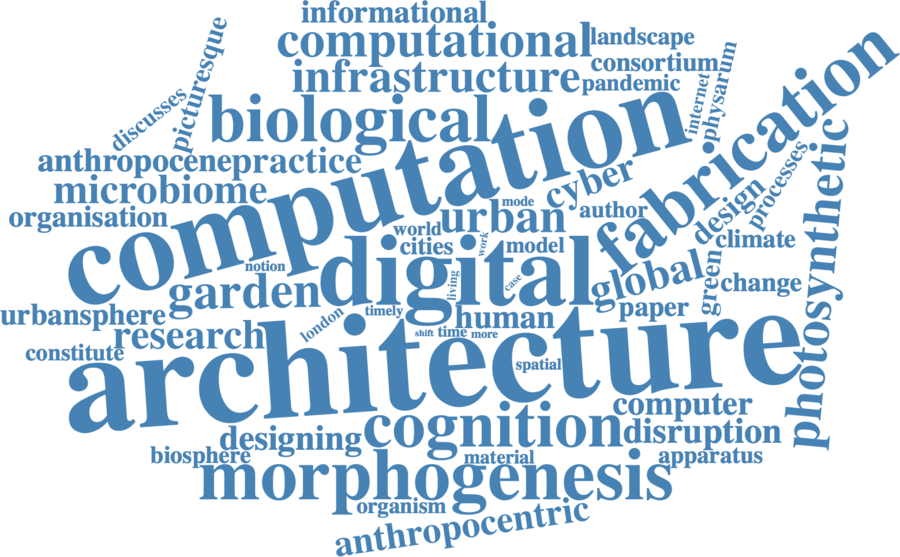 informational
computational
landscape
picturesque
infrastructure
consortium
pandemic
discusses
biological
internet
physarum
fabrication
anthropocene
practice
computation
microbiome
cyber
processes
photosynthetic
organisation
mode
urban
author
design
world
work
cities
model
climate
notion
digital
living
case
global
green
change
garden
urbansphere
london
timely
human
paper
research
shift
time
more
constitute
architecture
spatial
computer
designing
cognition
disruption
biosphere
material
apparatus
morphogenesis
organism
anthropocentric